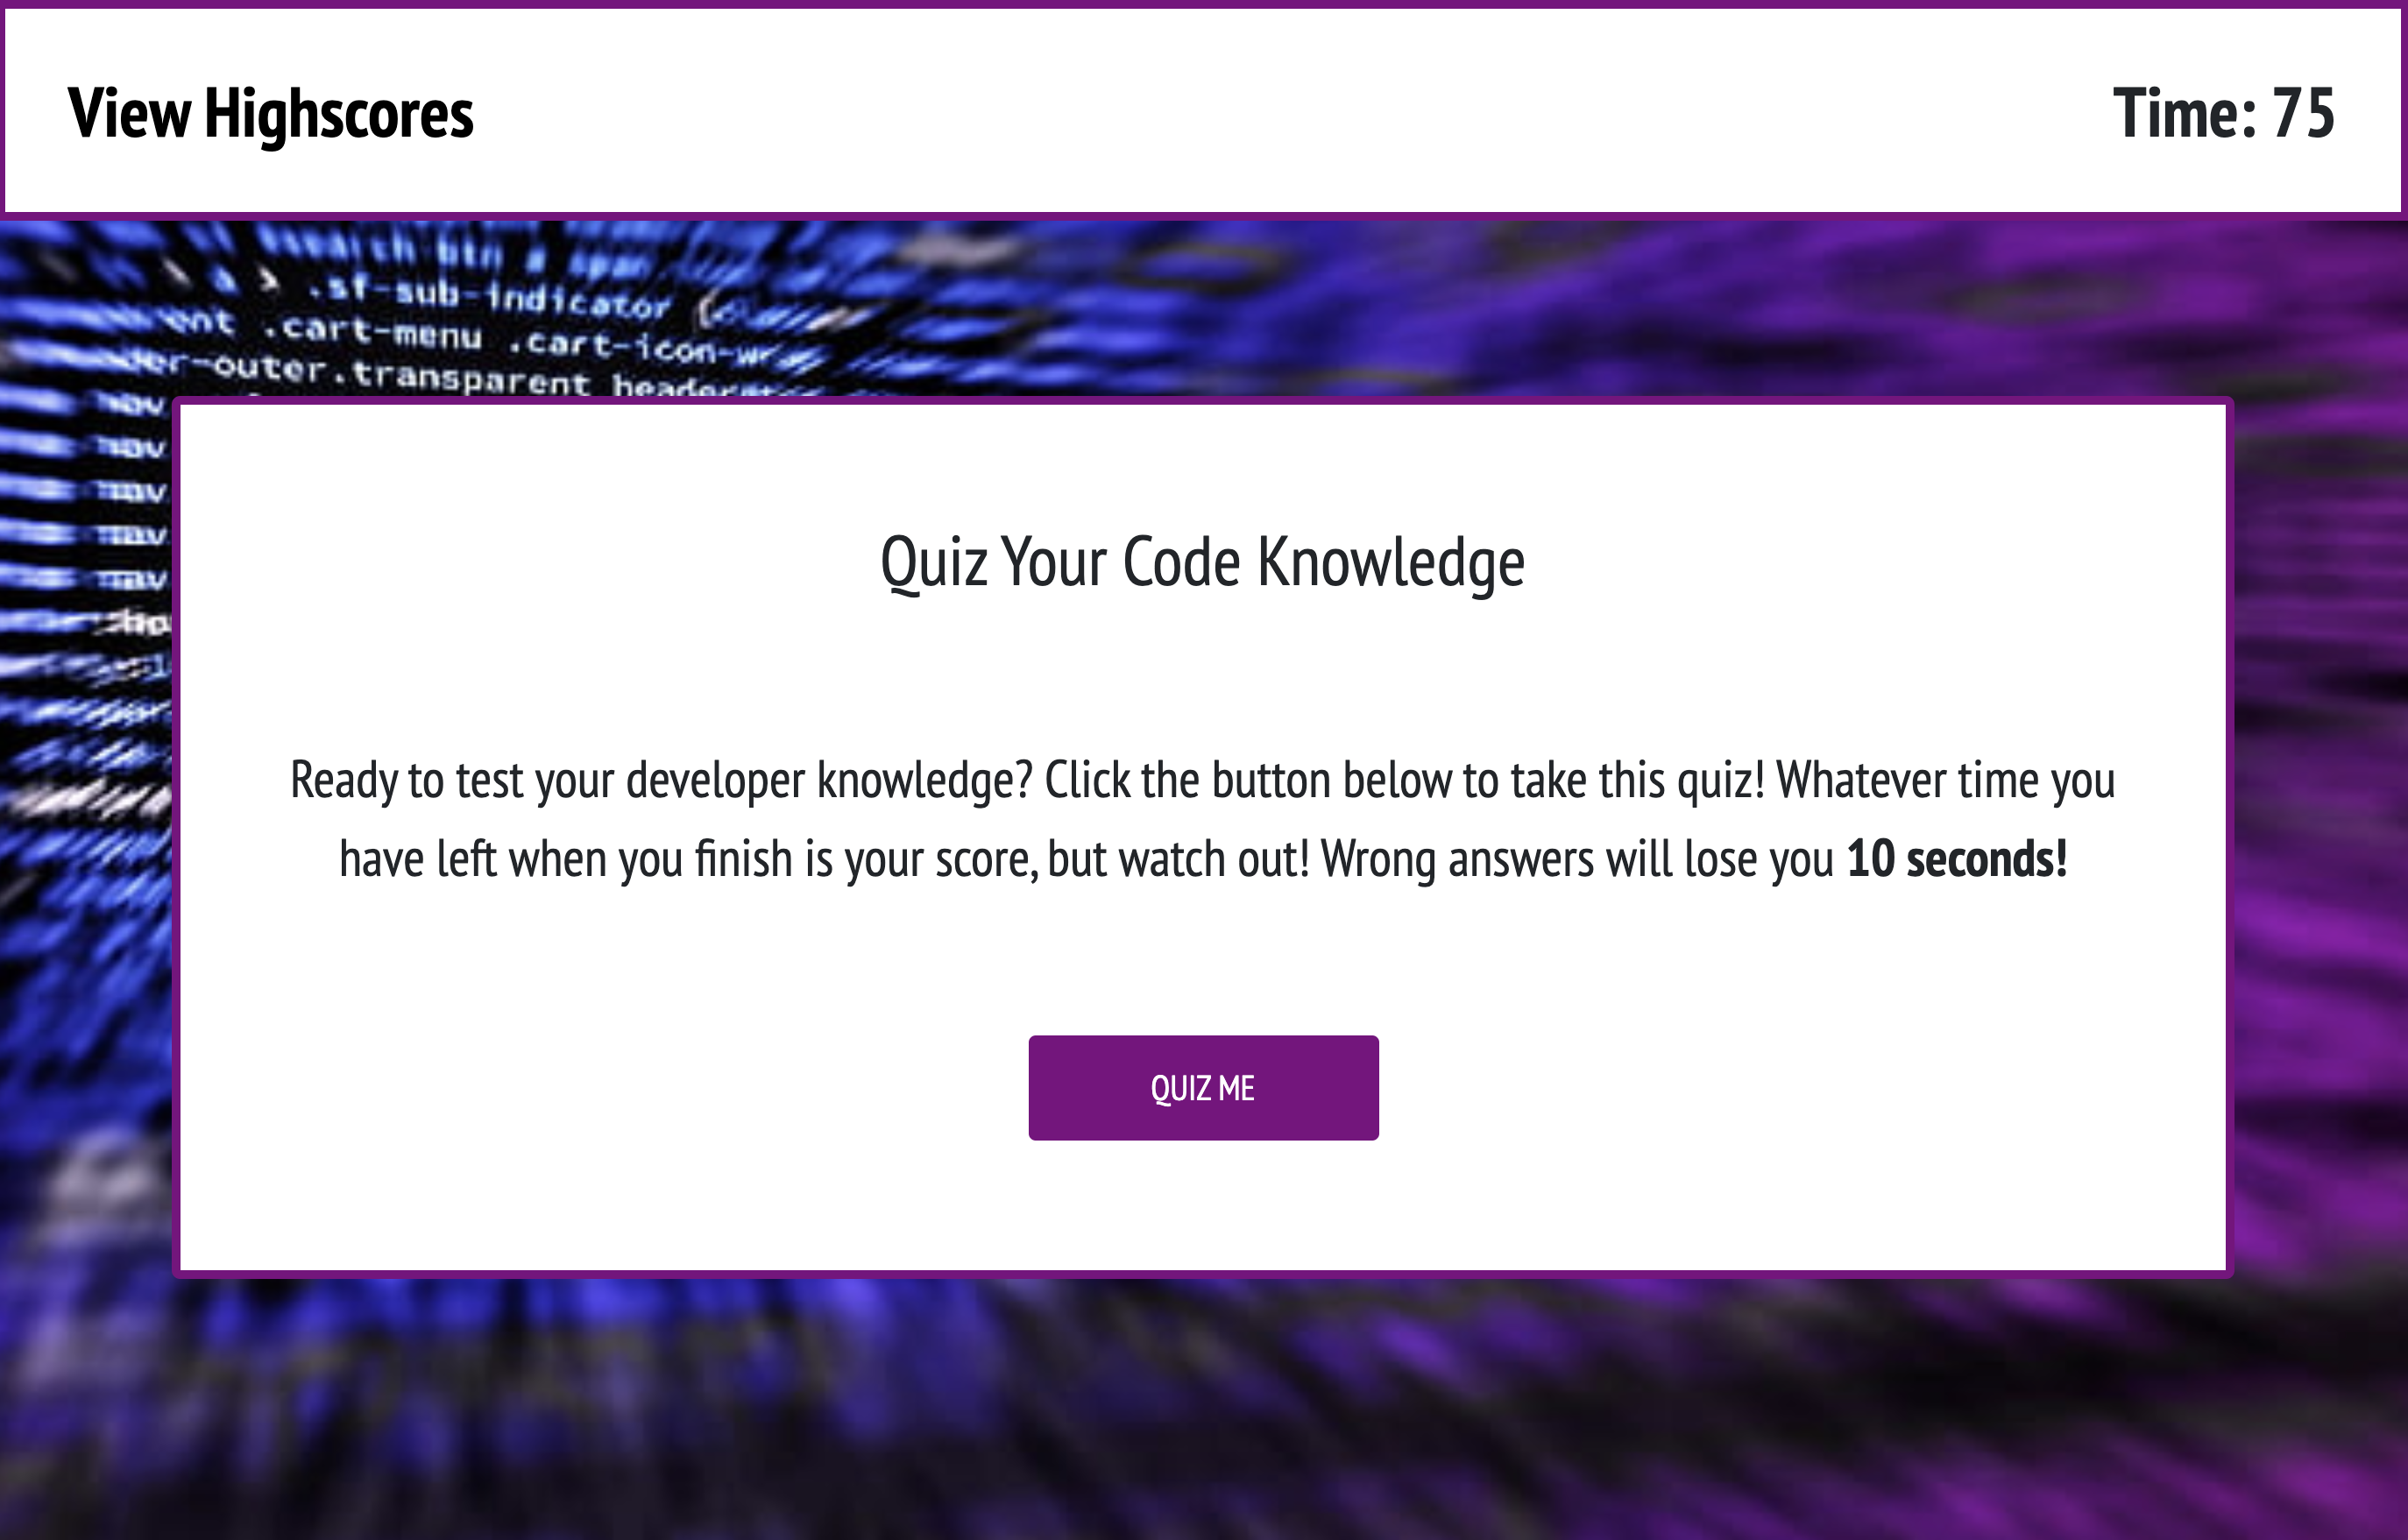 View Highscores
Time: 75
.sf-sub-indicator
.cart-menu .cart-icon-
-outer.transparent
Quiz Your Code Knowledge
Ready to test your developer knowledge? Click the button below to take this quiz! Whatever time you
have left when you finish is your score, but watch out! Wrong answers will lose you 10 seconds!
QUIZ ME